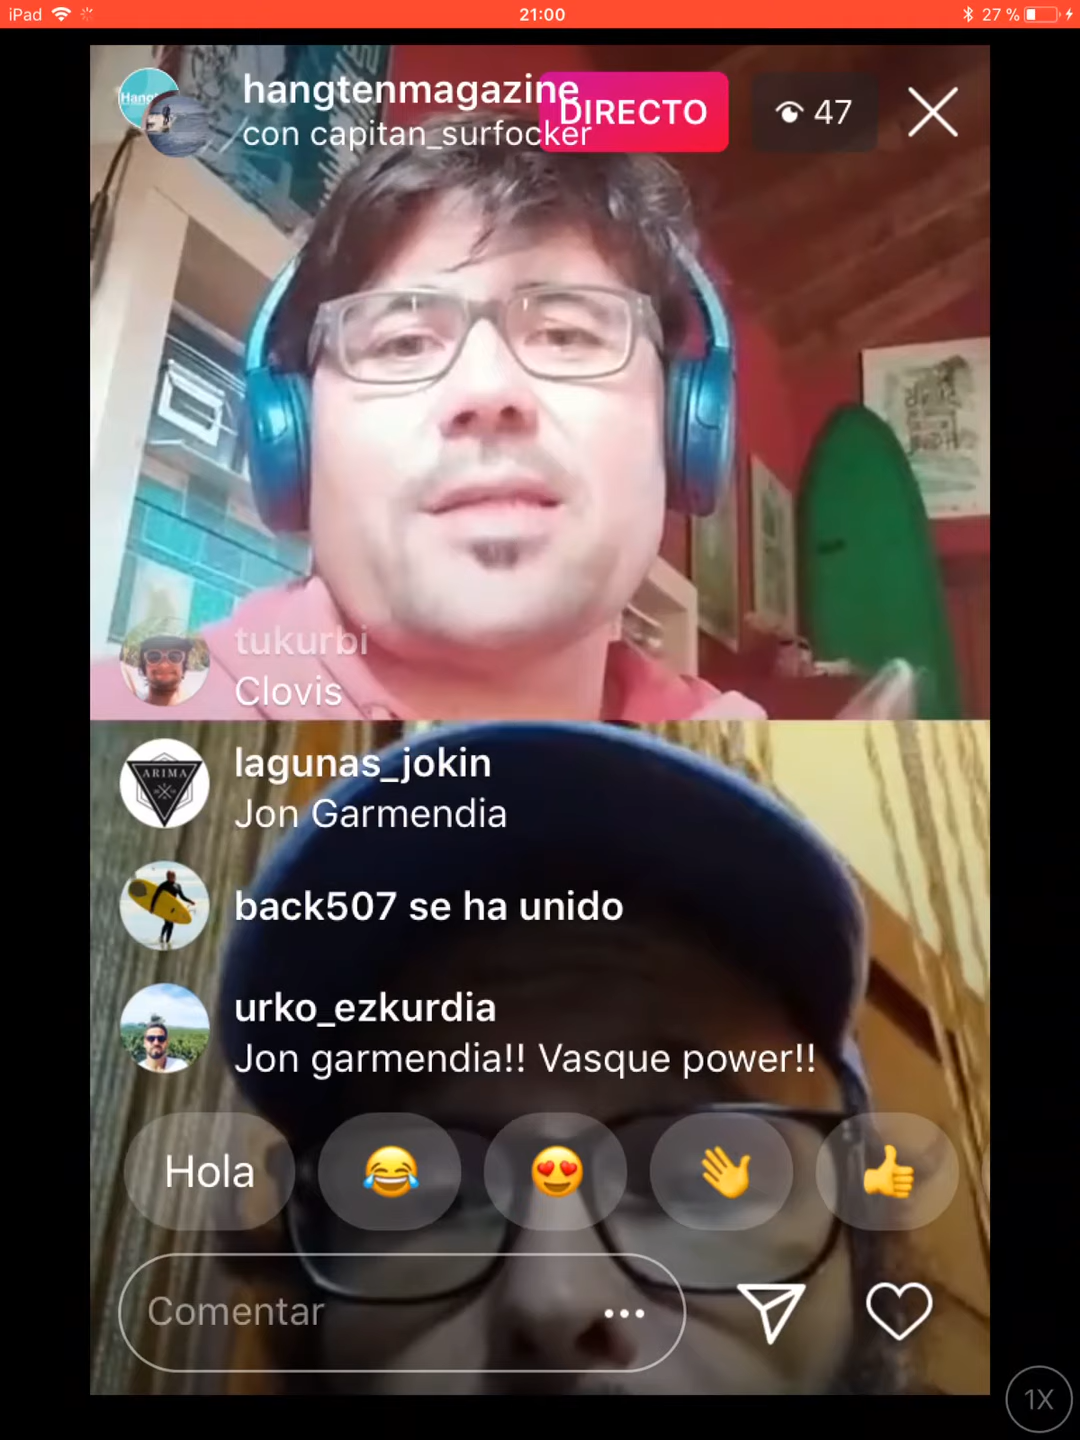 iPad
21:00
27 %
hangtenmagazine
con capitan_surfocker
DIRECTO
47
tukurbi
Clovis
ARIMA
lagunas_jokin
Jon Garmendia
back507 se ha unido
urko_ezkurdia
Jon garmendia!! Vasque power!!
Hola
Comentar
1X